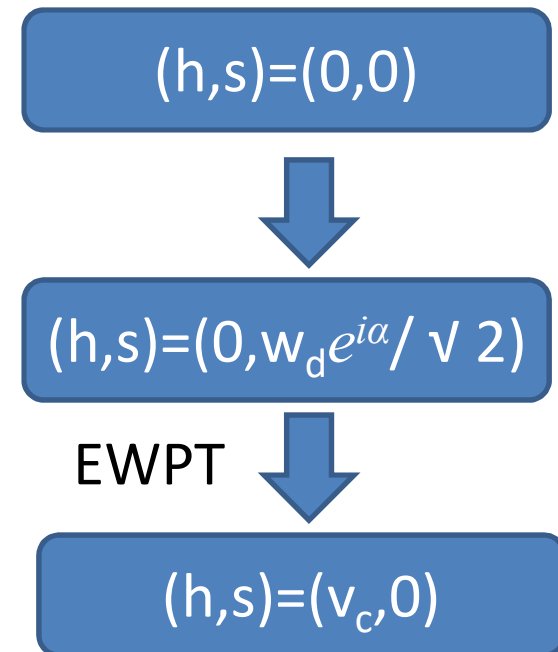 (h,s)=(0,0)
(h,s)=(0,w_d e^{iα}/ √ 2)
EWPT
(h,s)=(v_c,0)